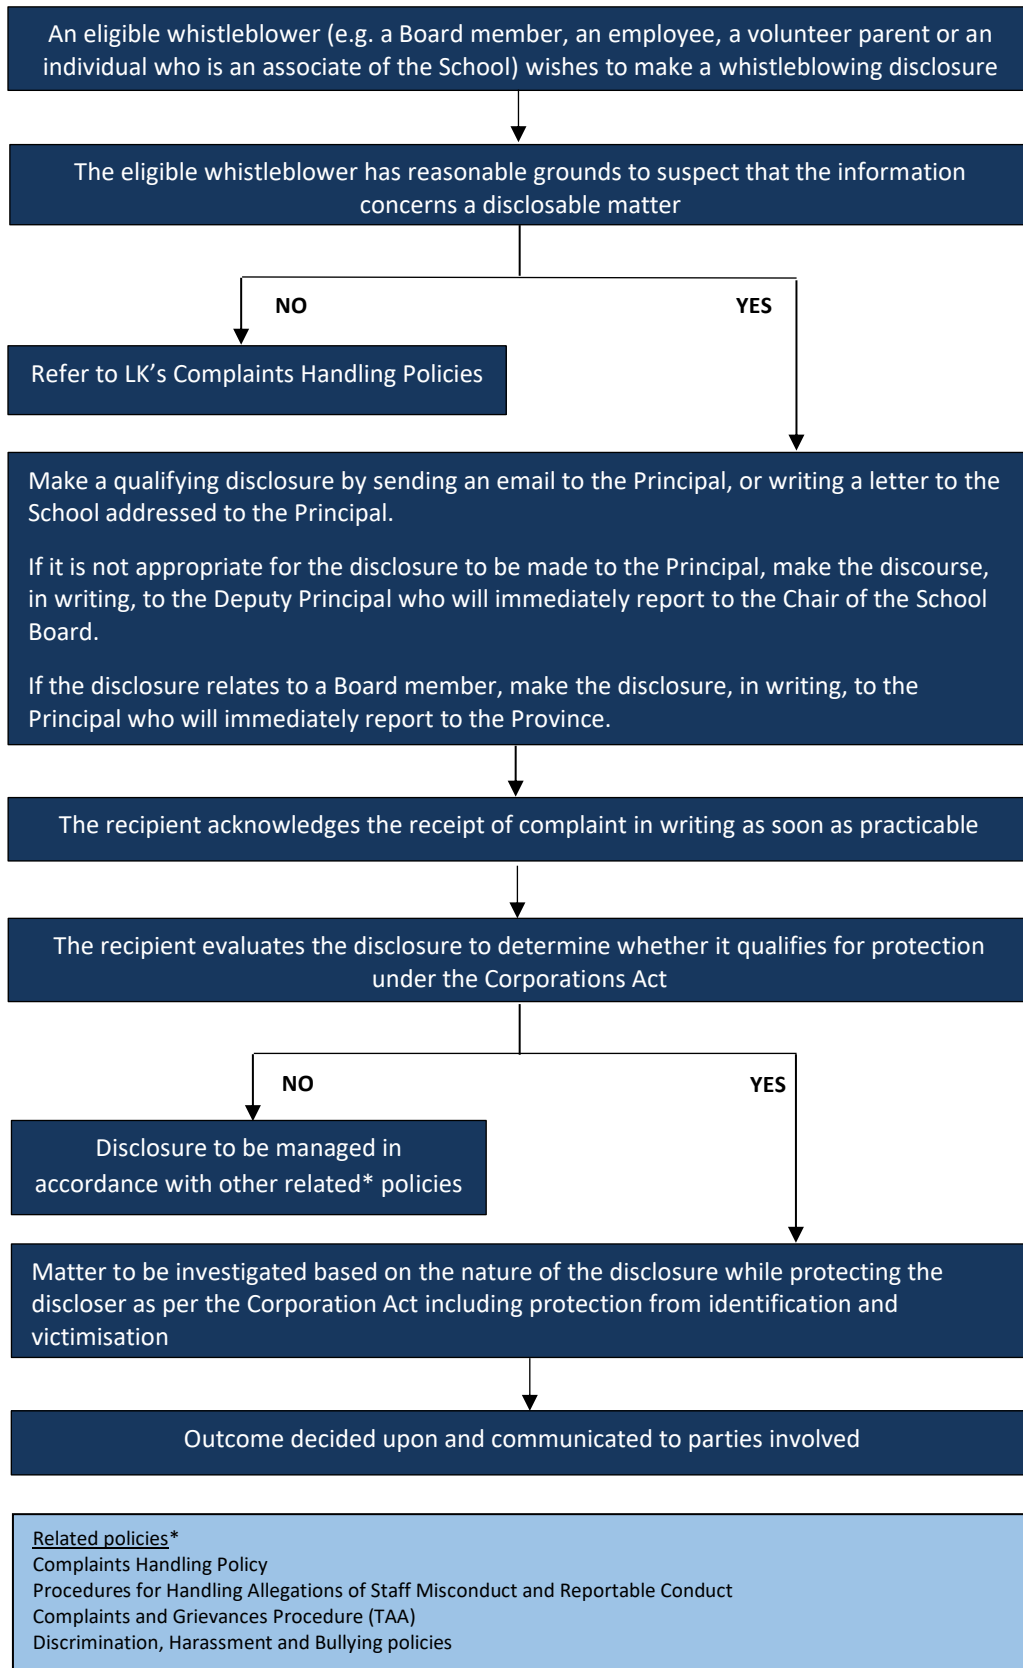 An eligible whistleblower (e.g. a Board member, an employee, a volunteer parent or an
individual who is an associate of the School) wishes to make a whistleblowing disclosure
The eligible whistleblower has reasonable grounds to suspect that the information
concerns a disclosable matter
NO
YES
Refer to LK’s Complaints Handling Policies
Make a qualifying disclosure by sending an email to the Principal, or writing a letter to the
School addressed to the Principal.
If it is not appropriate for the disclosure to be made to the Principal, make the discourse,
in writing, to the Deputy Principal who will immediately report to the Chair of the School
Board.
If the disclosure relates to a Board member, make the disclosure, in writing, to the
Principal who will immediately report to the Province.
The recipient acknowledges the receipt of complaint in writing as soon as practicable
The recipient evaluates the disclosure to determine whether it qualifies for protection
under the Corporations Act
NO
YES
Disclosure to be managed in
accordance with other related* policies
Matter to be investigated based on the nature of the disclosure while protecting the
discloser as per the Corporation Act including protection from identification and
victimisation
Outcome decided upon and communicated to parties involved
Related policies*
Complaints Handling Policy
Procedures for Handling Allegations of Staff Misconduct and Reportable Conduct
Complaints and Grievances Procedure (TAA)
Discrimination, Harassment and Bullying policies